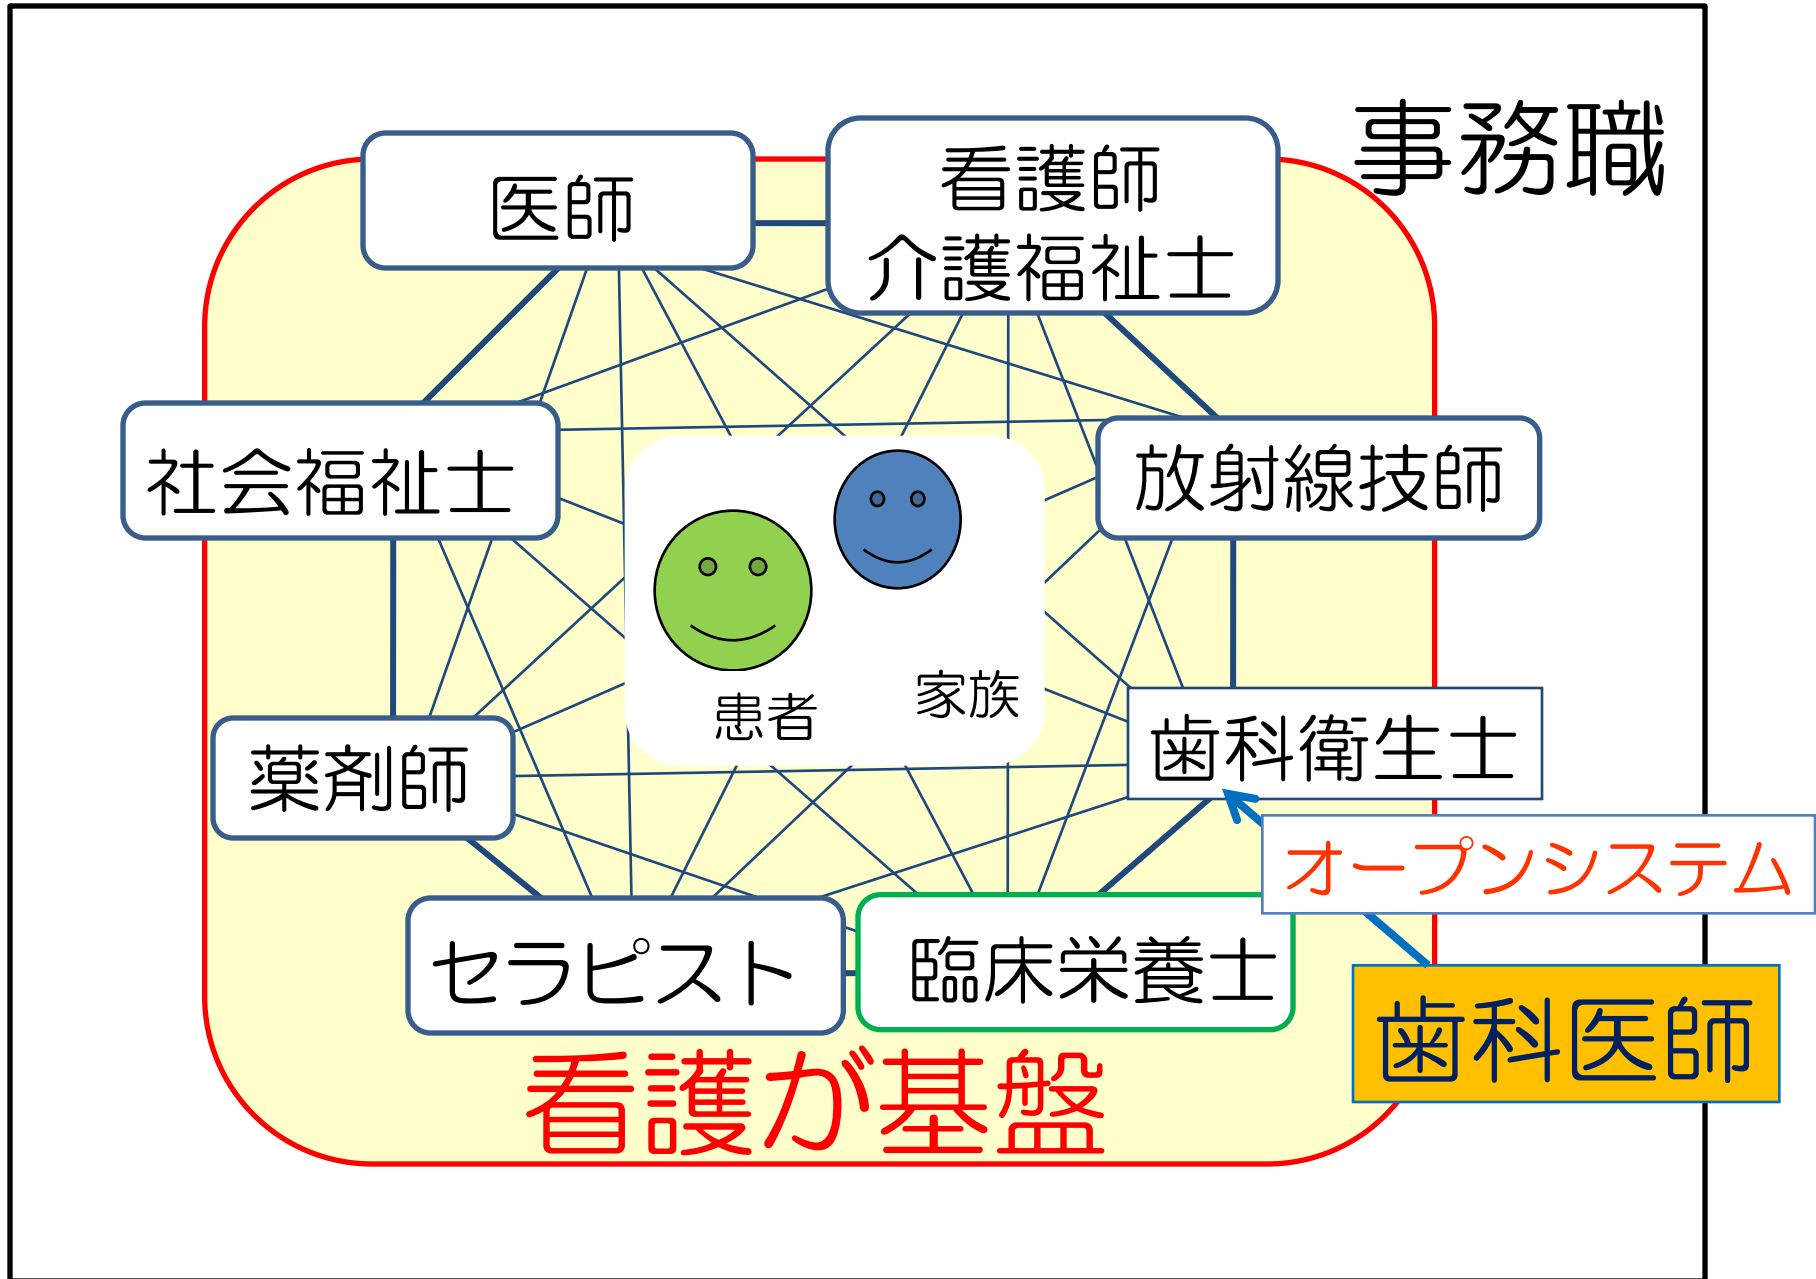 事務職
医師
看護師
介護福祉士
社会福祉士
放射線技師
患者
家族
薬剤師
歯科衛生士
オープンシステム
セラピスト
臨床栄養士
歯科医師
看護が基盤